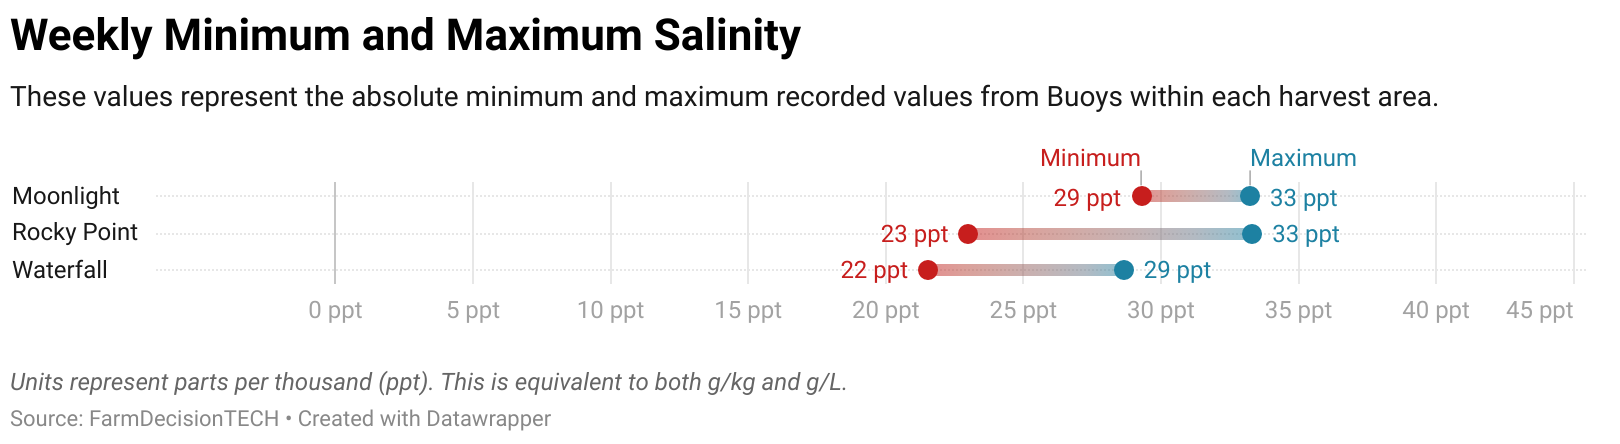 Weekly Minimum and Maximum Salinity
These values represent the absolute minimum and maximum recorded values from Buoys within each harvest area.
Minimum Maximum
Moonlight 29 ppt 33 ppt
Rocky Point 23 ppt 33 ppt
Waterfall 22 ppt 29 ppt
0 ppt 5 ppt 10 ppt 15 ppt 20 ppt 25 ppt 30 ppt 35 ppt 40 ppt 45 ppt
Units represent parts per thousand (ppt). This is equivalent to both g/kg and g/L.
Source: FarmDecisionTECH • Created with Datawrapper